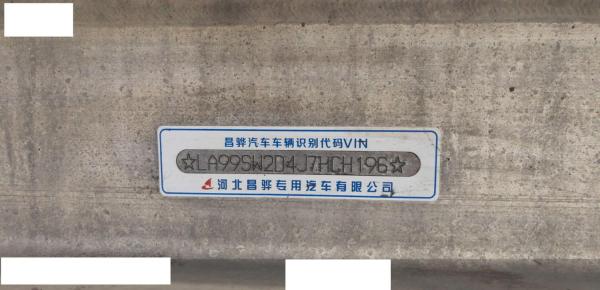 昌骅汽车车辆识别代码VIN
☆LA99SW2D4J7HCH196☆
河北昌骅专用汽车有限公司